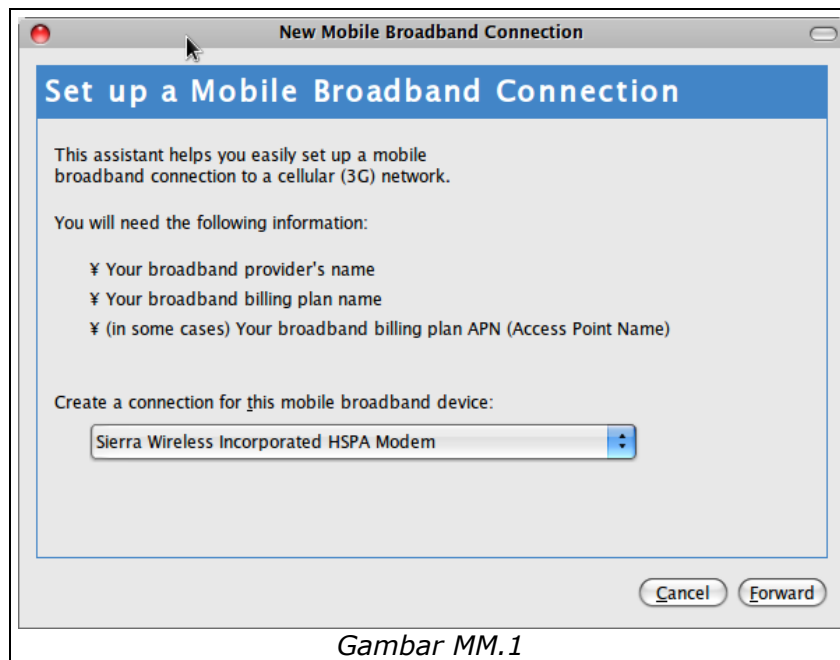 New Mobile Broadband Connection
Set up a Mobile Broadband Connection
This assistant helps you easily set up a mobile
broadband connection to a cellular (3G) network.
You will need the following information:
¥ Your broadband provider's name
¥ Your broadband billing plan name
¥ (in some cases) Your broadband billing plan APN (Access Point Name)
Create a connection for this mobile broadband device:
Sierra Wireless Incorporated HSPA Modem
Cancel Forward
Gambar MM.1